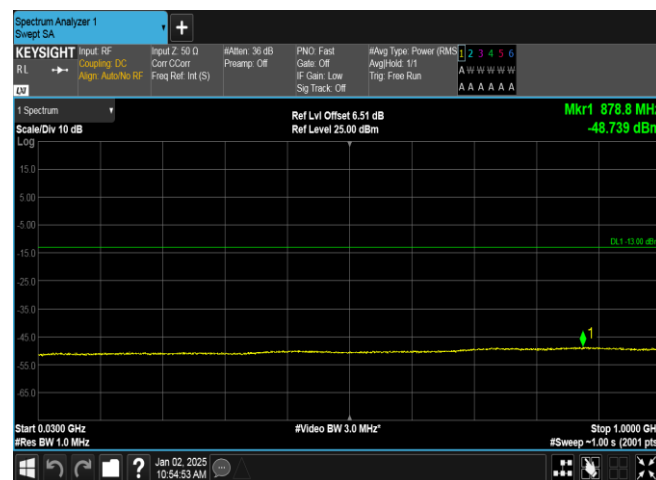 Spectrum Analyzer 1
Swept SA
+
KEYSIGHT
RL
LXI
Input: RF
Coupling: DC
Align: Auto/No RF
Input Z: 50 Ω
Corr CCorr
Freq Ref: Int (S)
#Atten: 36 dB
Preamp: Off
PNO: Fast
Gate: Off
IF Gain: Low
Sig Track: Off
#Avg Type: Power (RMS
Avg|Hold: 1/1
Trig: Free Run
1 2 3 4 5 6
A W W W W W
A A A A A A
1 Spectrum
Scale/Div 10 dB
Log
Ref Lvl Offset 6.51 dB
Ref Level 25.00 dBm
Mkr1 878.8 MHz
-48.739 dBm
15.0
5.00
-5.00
-15.0
-25.0
-35.0
-45.0
-55.0
-65.0
DL1 -13.00 dBm
1
Start 0.0300 GHz
#Res BW 1.0 MHz
#Video BW 3.0 MHz*
Stop 1.0000 GH
#Sweep ~1.00 s (2001 pts
?
Jan 02, 2025
10:54:53 AM